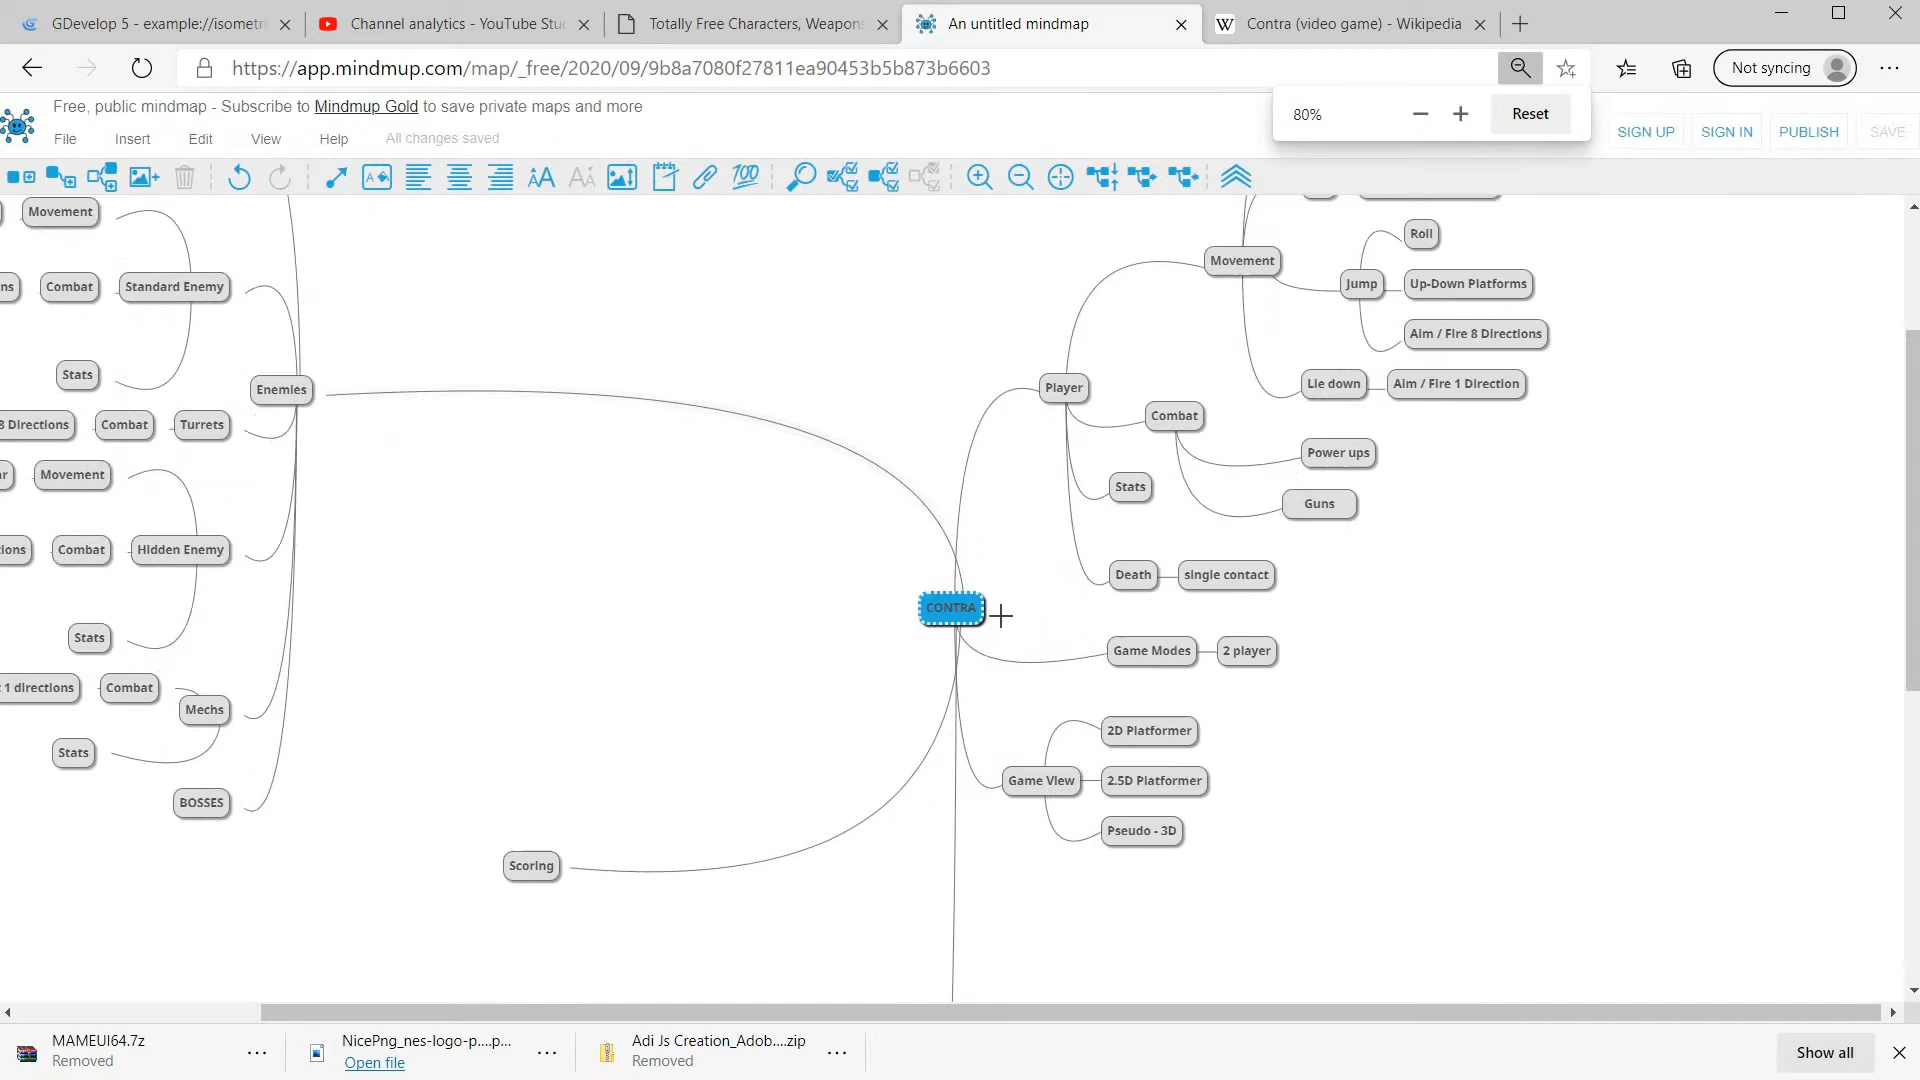 GDevelop 5 - example://isometri
Channel analytics - YouTube Stu
Totally Free Characters, Weapons
An untitled mindmap
Contra (video game) - Wikipedia
https://app.mindmup.com/map/_free/2020/09/9b8a7080f27811ea90453b5b873b6603
Not syncing
Free, public mindmap - Subscribe to Mindmup Gold to save private maps and more
80%
Reset
File
Insert
Edit
View
Help
All changes saved
SIGN UP
SIGN IN
PUBLISH
SAVE
Movement
ns
Combat
Standard Enemy
Stats
Enemies
8 Directions
Combat
Turrets
ar
Movement
ions
Combat
Hidden Enemy
Stats
1 directions
Combat
Mechs
Stats
BOSSES
Scoring
CONTRA
Player
Movement
Jump
Roll
Up-Down Platforms
Aim / Fire 8 Directions
Lie down
Aim / Fire 1 Direction
Combat
Power ups
Guns
Stats
Death
single contact
Game Modes
2 player
Game View
2D Platformer
2.5D Platformer
Pseudo - 3D
MAMEUI64.7z
Removed
NicePng_nes-logo-p....p...
Open file
Adi Js Creation_Adob....zip
Removed
Show all